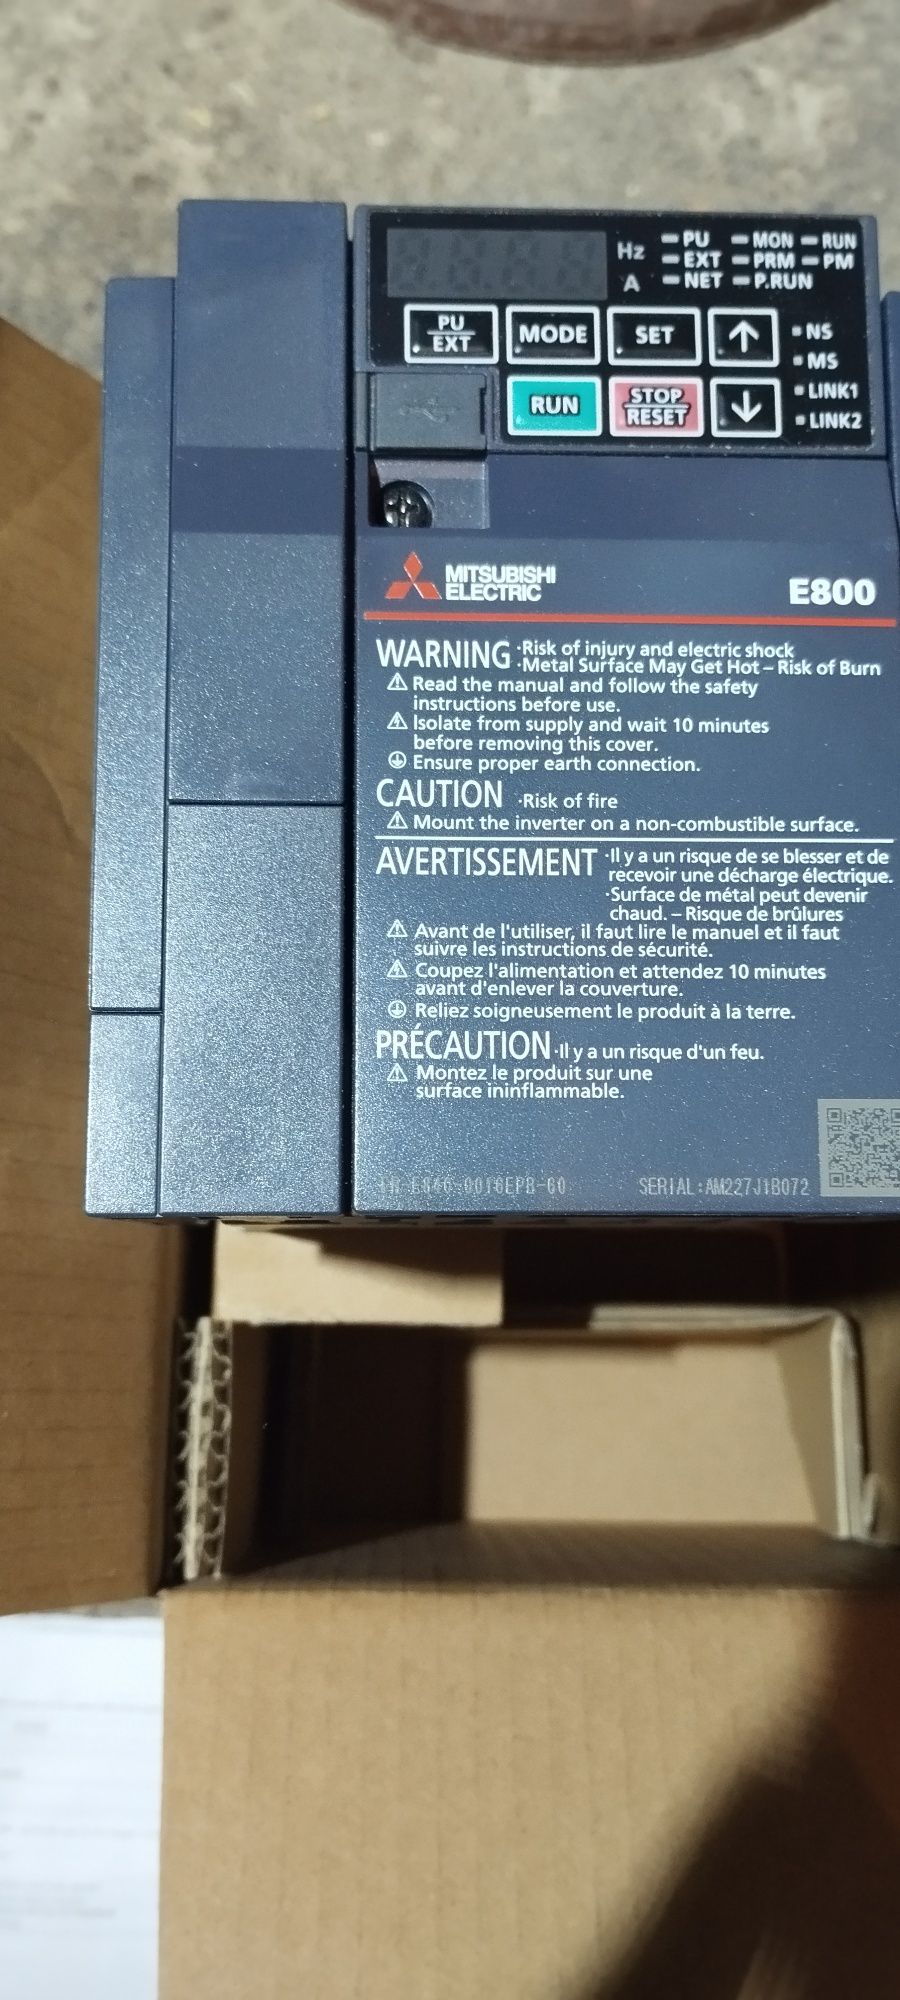 Hz
A
PU
MON
RUN
EXT
PRM
PM
NET
P.RUN
PU
EXT
MODE
SET
↑
NS
MS
RUN
STOP
RESET
↓
LINK1
LINK2
MITSUBISHI
ELECTRIC
E800
WARNING ·Risk of injury and electric shock
·Metal Surface May Get Hot – Risk of Burn
Read the manual and follow the safety
instructions before use.
Isolate from supply and wait 10 minutes
before removing this cover.
Ensure proper earth connection.
CAUTION ·Risk of fire
Mount the inverter on a non-combustible surface.
AVERTISSEMENT ·Il y a un risque de se blesser et de
recevoir une décharge électrique.
·Surface de métal peut devenir
chaud. – Risque de brûlures
Avant de l'utiliser, il faut lire le manuel et il faut
suivre les instructions de sécurité.
Coupez l'alimentation et attendez 10 minutes
avant d'enlever la couverture.
Reliez soigneusement le produit à la terre.
PRÉCAUTION ·Il y a un risque d'un feu.
Montez le produit sur une
surface ininflammable.
SERIAL:AM227J1B072